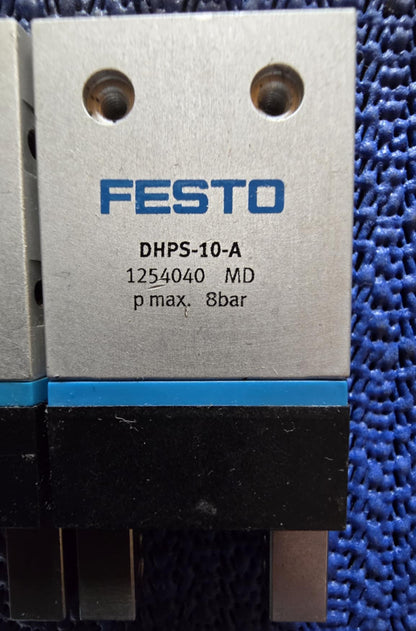 FESTO
DHPS-10-A
1254040 MD
p max. 8bar